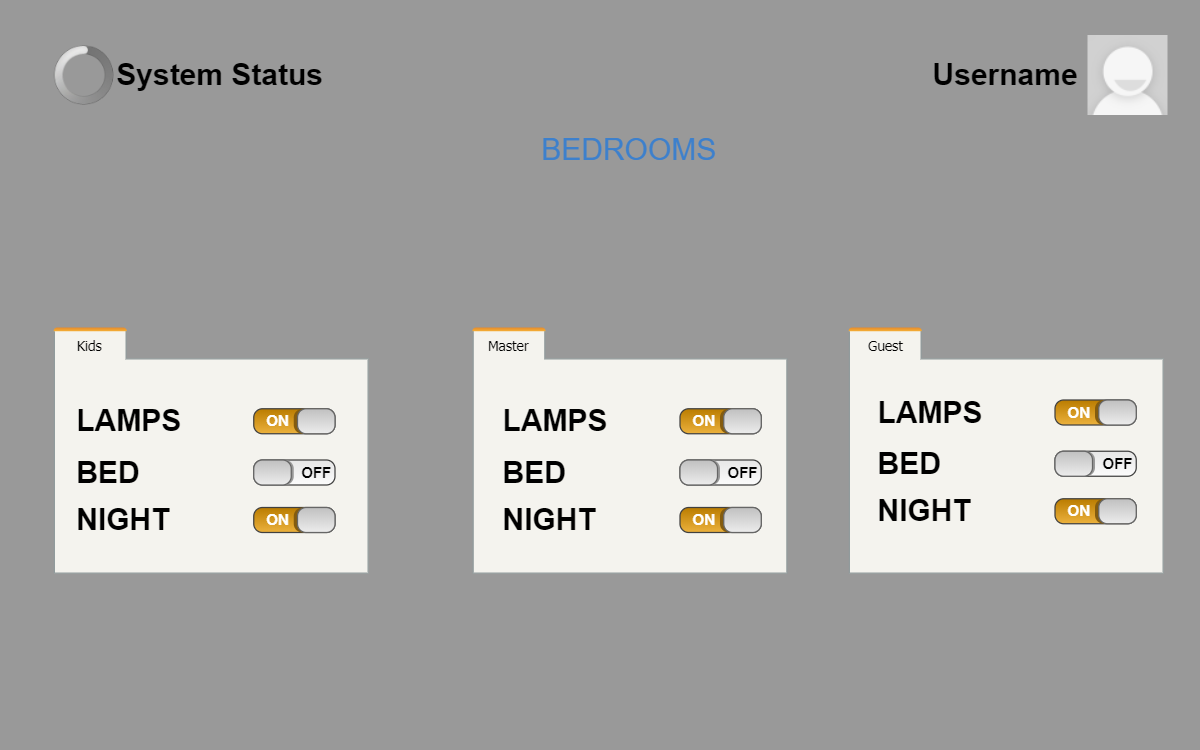 System Status
Username
BEDROOMS
Kids
LAMPS ON
BED OFF
NIGHT ON
Master
LAMPS ON
BED OFF
NIGHT ON
Guest
LAMPS ON
BED OFF
NIGHT ON